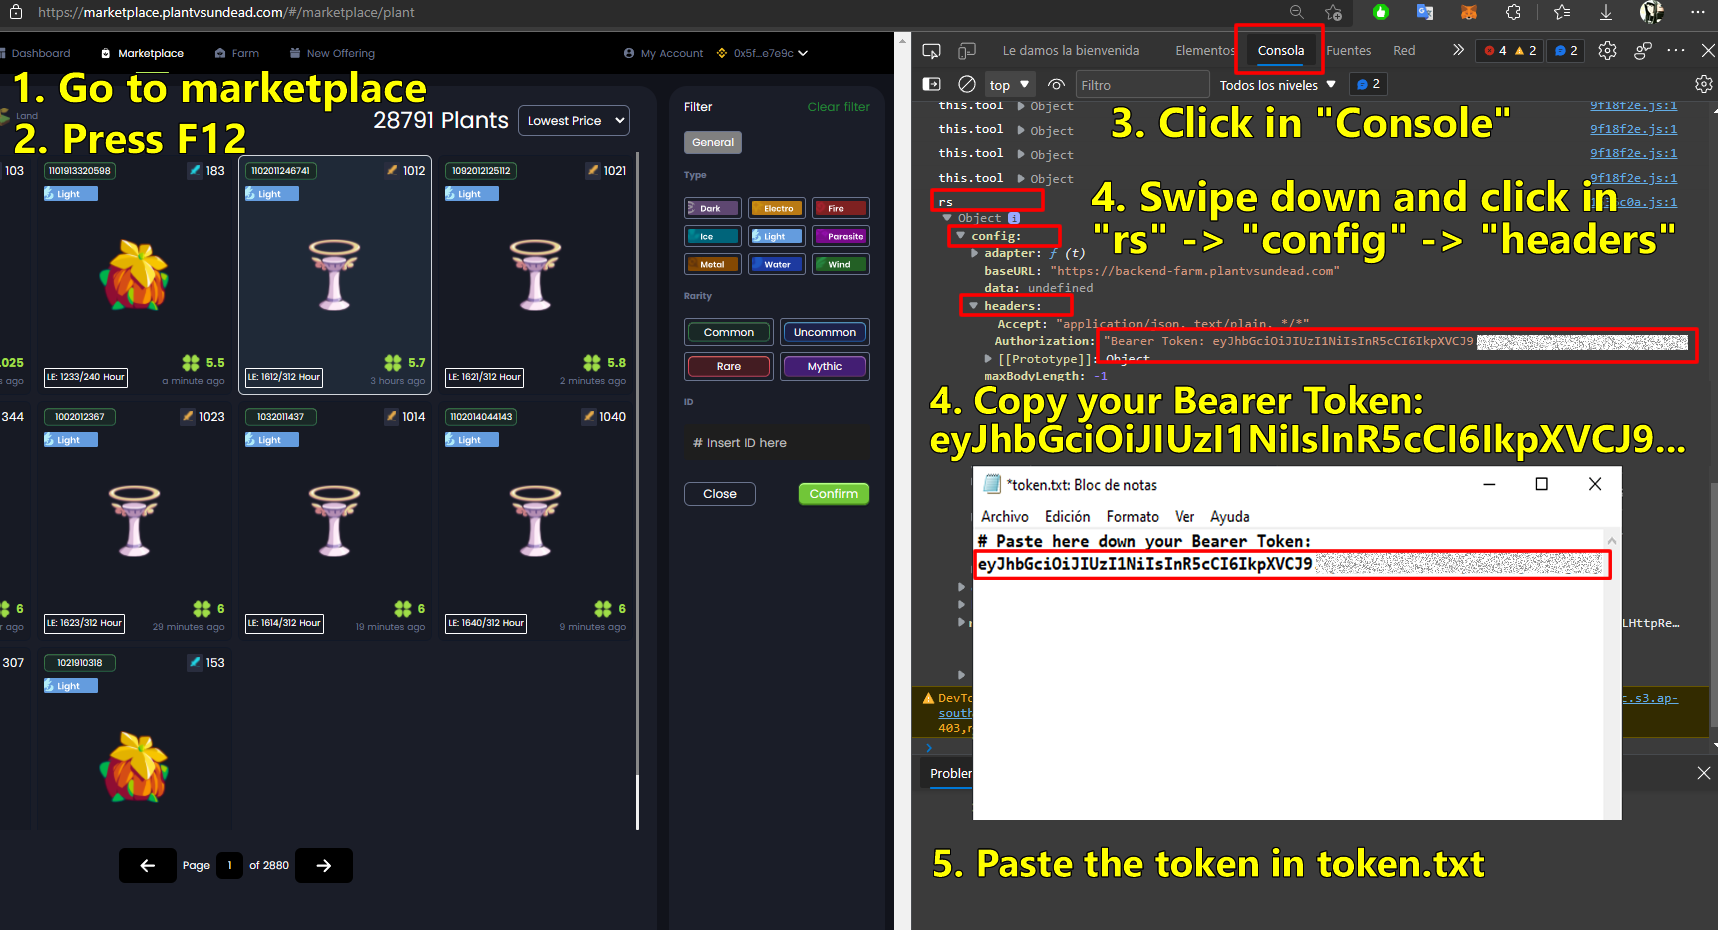 https://marketplace.plantvsundead.com/#/marketplace/plant
Dashboard
Marketplace
Farm
New Offering
My Account
0x5f...e7e9c
1. Go to marketplace
2. Press F12
Land
28791 Plants
Lowest Price
103
1101913320598
183
Light
LE: 1233/240 Hour
5.5
a minute ago
1102011246741
1012
Light
LE: 1612/312 Hour
5.7
3 hours ago
1092012125112
1021
Light
LE: 1621/312 Hour
5.8
2 minutes ago
.025
s ago
344
1002012367
1023
Light
LE: 1623/312 Hour
6
29 minutes ago
1032011437
1014
Light
LE: 1614/312 Hour
6
19 minutes ago
1102014044143
1040
Light
LE: 1640/312 Hour
6
9 minutes ago
6
r ago
307
1021910318
153
Light
Page 1 of 2880
Filter
Clear filter
General
Type
Dark
Electro
Fire
Ice
Light
Parasite
Metal
Water
Wind
Rarity
Common
Uncommon
Rare
Mythic
ID
# Insert ID here
Close
Confirm
Le damos la bienvenida
Elementos
Consola
Fuentes
Red
4
2
2
top
Filtro
Todos los niveles
2
this.tool Object 9f18f2e.js:1
this.tool Object 9f18f2e.js:1
this.tool Object 9f18f2e.js:1
this.tool Object 9f18f2e.js:1
3. Click in "Console"
rs
c0a.js:1
Object i
config:
adapter: ƒ (t)
baseURL: "https://backend-farm.plantvsundead.com"
data: undefined
headers:
Accept: "application/json, text/plain, */*"
Authorization: "Bearer Token: eyJhbGciOiJIUzI1NiIsInR5cCI6IkpXVCJ9
[[Prototype]]: Object
maxBodyLength: -1
4. Swipe down and click in
"rs" -> "config" -> "headers"
4. Copy your Bearer Token:
eyJhbGciOiJIUzI1NiIsInR5cCI6IkpXVCJ9...
*token.txt: Bloc de notas
Archivo
Edición
Formato
Ver
Ayuda
# Paste here down your Bearer Token:
eyJhbGciOiJIUzI1NiIsInR5cCI6IkpXVCJ9
LHttpRe...
DevTo
c.s3.ap-
south
403,
Probler
5. Paste the token in token.txt